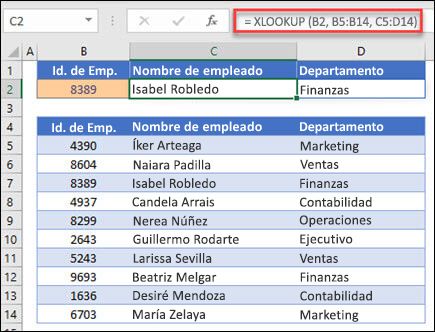 C2 fx = XLOOKUP (B2, B5:B14, C5:D14)
A B C D
1 Id. de Emp. Nombre de empleado Departamento
2 8389 Isabel Robledo Finanzas
3
4 Id. de Emp. Nombre de empleado Departamento
5 4390 Íker Arteaga Marketing
6 8604 Naiara Padilla Ventas
7 8389 Isabel Robledo Finanzas
8 4937 Candela Arrais Contabilidad
9 8299 Nerea Núñez Operaciones
10 2643 Guillermo Rodarte Ejecutivo
11 5243 Larissa Sevilla Ventas
12 9693 Beatriz Melgar Finanzas
13 1636 Desiré Mendoza Contabilidad
14 6703 María Zelaya Marketing